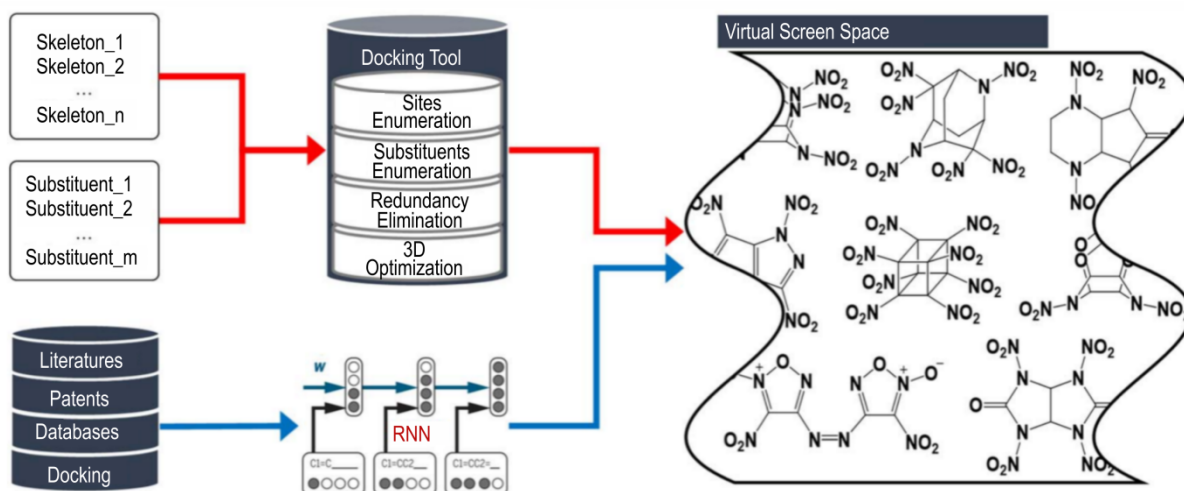 Skeleton_1
Skeleton_2
...
Skeleton_n
Substituent_1
Substituent_2
...
Substituent_m
Docking Tool
Sites
Enumeration
Substituents
Enumeration
Redundancy
Elimination
3D
Optimization
Literatures
Patents
Databases
Docking
w
RNN
C1=C____
C1=CC2__
C1=CC2=_
Virtual Screen Space
NO₂
N
NO₂
N
N-NO₂
O₂N
O₂N
N
NO₂
N
O₂N
O₂N
NO₂
NO₂
O₂N
N
NO₂
N
NO₂
O₂N
NO₂
N
N
NO₂
O₂N
NO₂
O₂N
NO₂
O₂N
NO₂
O₂N
NO₂
O
O
O
O₂N-N
N
NO₂
O
N⁺
N
O₂N
N=N
O
N
N⁺
O⁻
NO₂
O₂N
NO₂
N
N
O
N
N
O₂N
NO₂